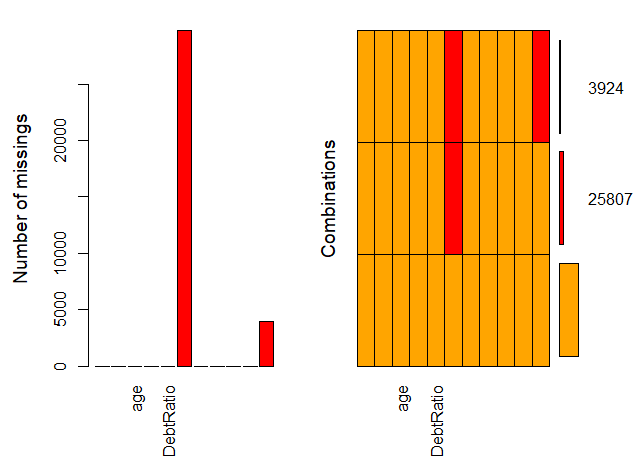 Number of missings
20000
10000
5000
0
age
DebtRatio
Combinations
3924
25807
age
DebtRatio